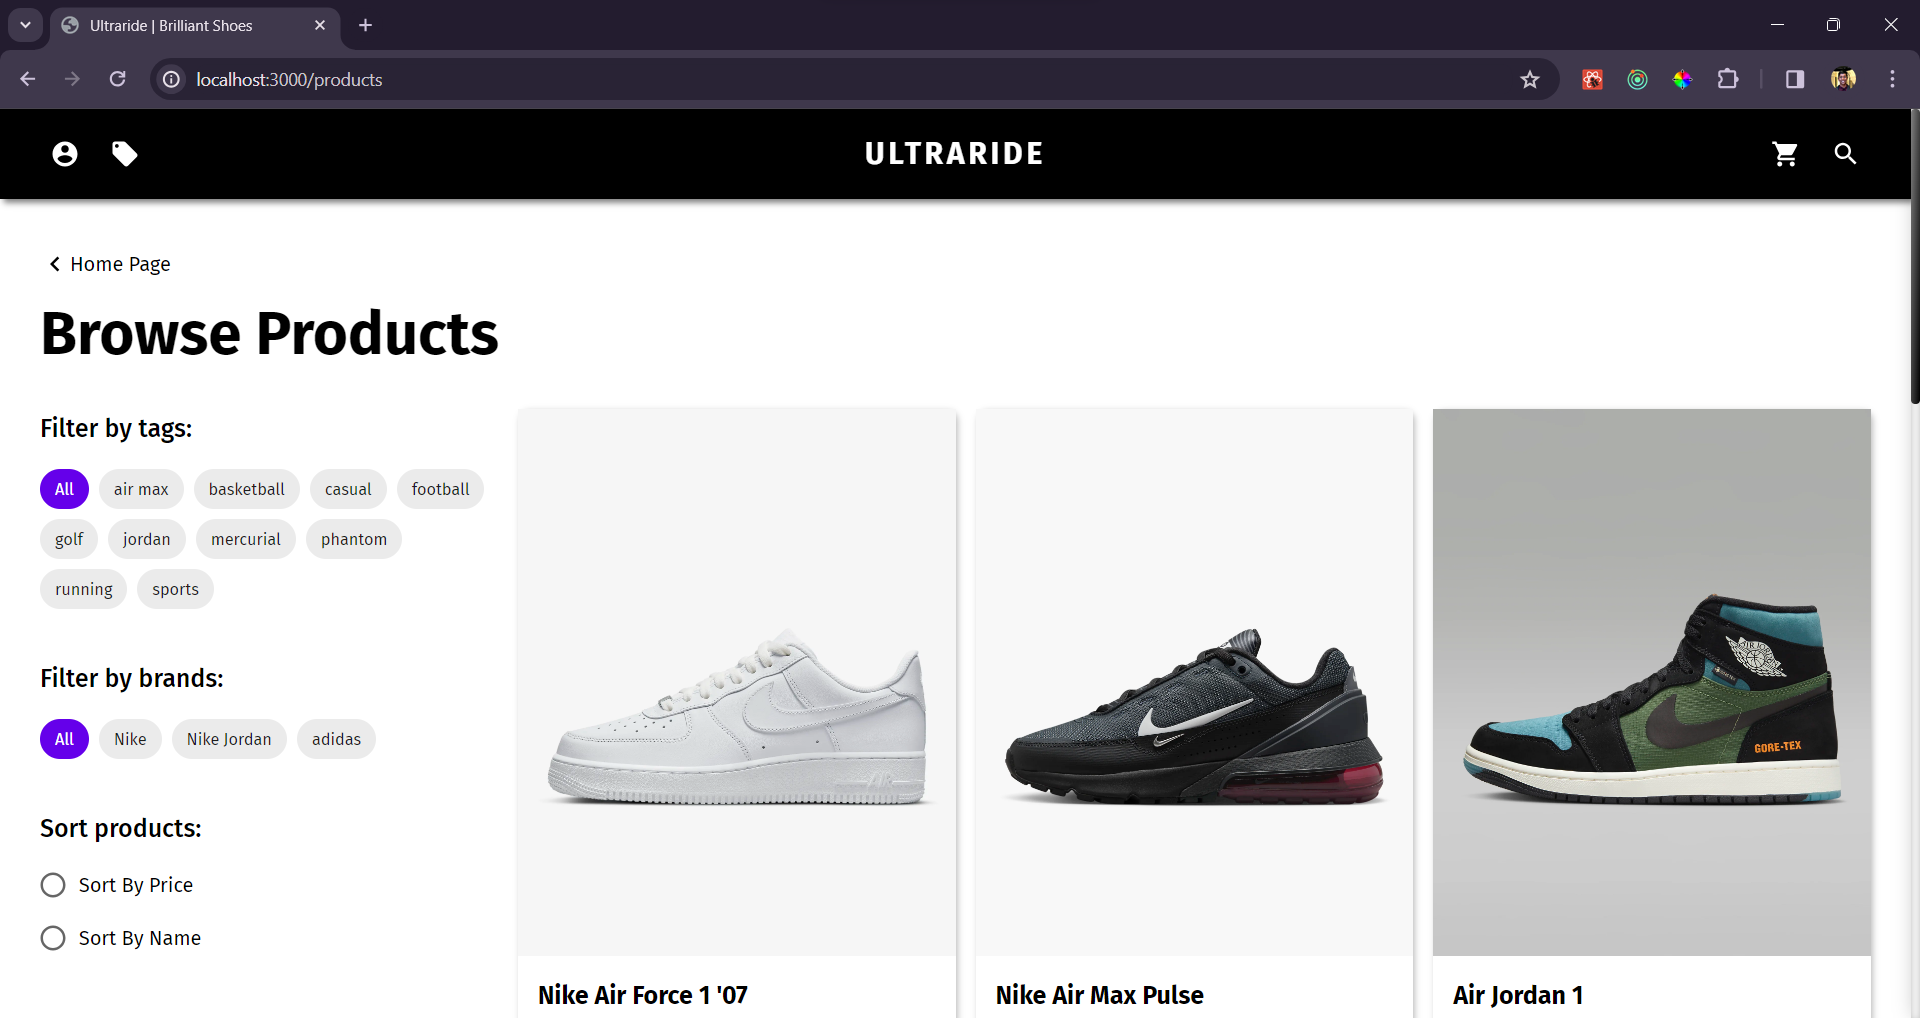 Ultraride | Brilliant Shoes
localhost:3000/products
ULTRARIDE
Home Page
Browse Products
Filter by tags:
All air max basketball casual football
golf jordan mercurial phantom
running sports
Filter by brands:
All Nike Nike Jordan adidas
Sort products:
Sort By Price
Sort By Name
GORE-TEX
Nike Air Force 1 '07
Nike Air Max Pulse
Air Jordan 1